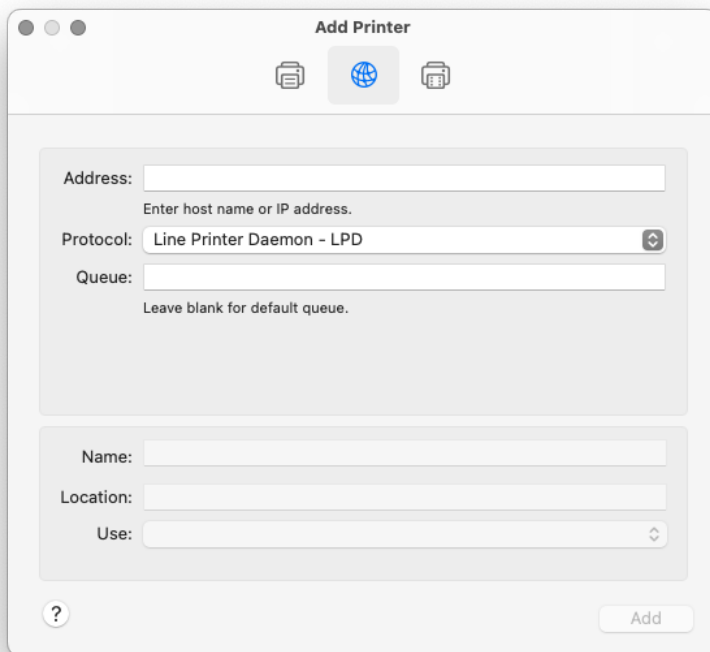 Add Printer
Address:
Enter host name or IP address.
Protocol: Line Printer Daemon - LPD
Queue:
Leave blank for default queue.
Name:
Location:
Use:
? Add